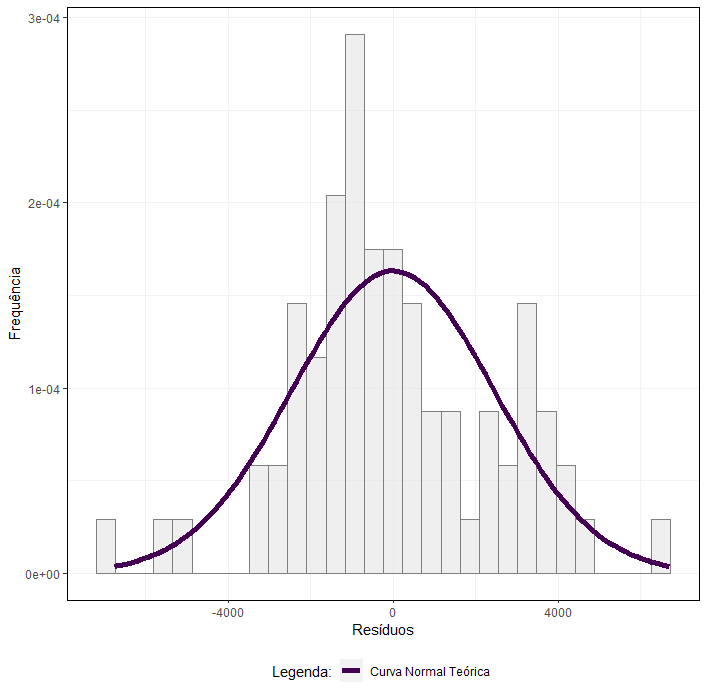 3e-04
2e-04
1e-04
0e+00
Frequência
-4000 0 4000
Resíduos
Legenda: Curva Normal Teórica